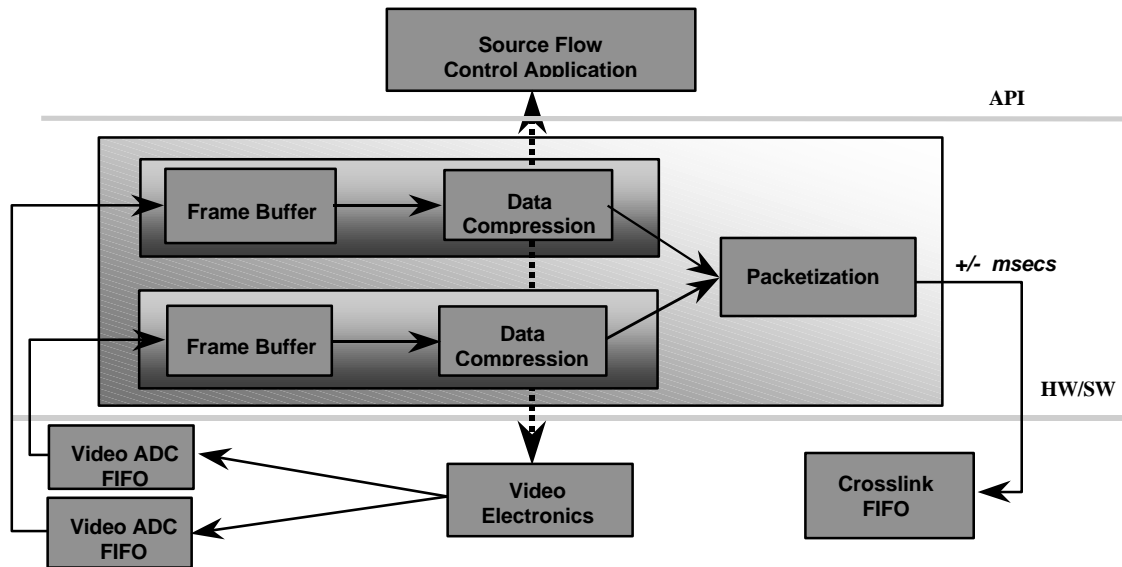 Source Flow
Control Application
API
Frame Buffer
Data
Compression
Packetization
+/- msecs
Frame Buffer
Data
Compression
HW/SW
Video ADC
FIFO
Video
Electronics
Crosslink
FIFO
Video ADC
FIFO